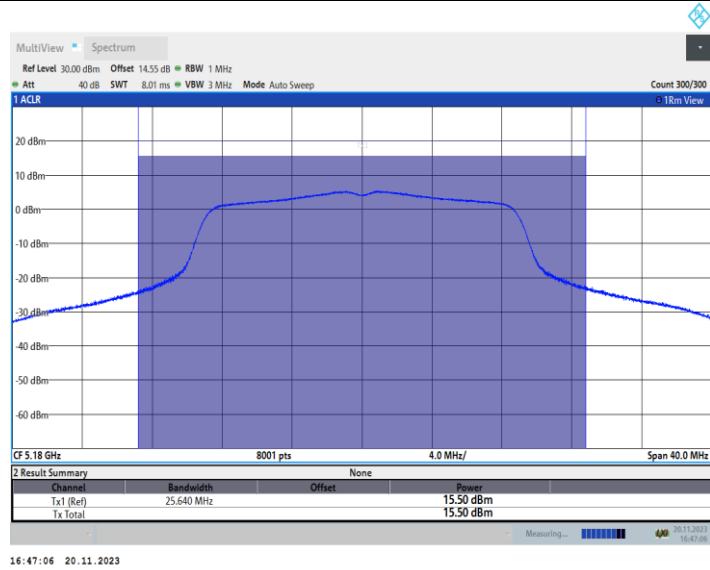 MultiView Spectrum
Ref Level 30.00 dBm Offset 14.55 dB RBW 1 MHz
Att 40 dB SWT 8.01 ms VBW 3 MHz Mode Auto Sweep Count 300/300
1 ACLR 1Rm View
20 dBm
10 dBm
0 dBm
-10 dBm
-20 dBm
-30 dBm
-40 dBm
-50 dBm
-60 dBm
CF 5.18 GHz 8001 pts 4.0 MHz/ Span 40.0 MHz
2 Result Summary None
Channel Bandwidth Offset Power
Tx1 (Ref) 25.640 MHz 15.50 dBm
Tx Total 15.50 dBm
Measuring... 20.11.2023
16:47:06
16:47:06 20.11.2023